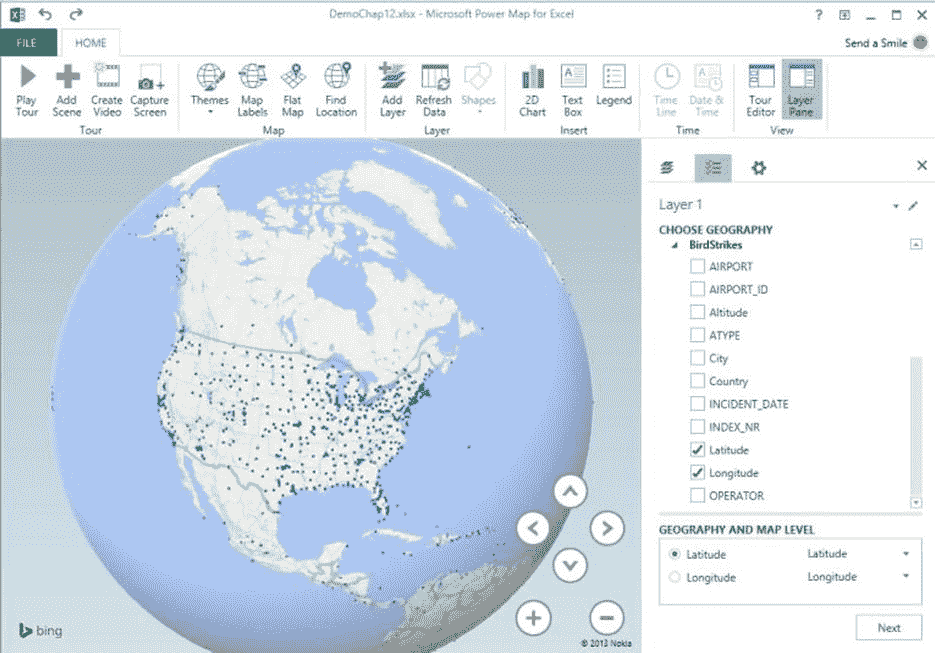 DemoChap12.xlsx - Microsoft Power Map for Excel
?
FILE
HOME
Send a Smile
Play Tour
Add Scene
Create Video
Capture Screen
Tour
Themes
Map Labels
Flat Map
Find Location
Map
Add Layer
Refresh Data
Shapes
Layer
2D Chart
Text Box
Legend
Insert
Time Line
Date & Time
Time
Tour Editor
Layer Pane
View
Layer 1
CHOOSE GEOGRAPHY
BirdStrikes
AIRPORT
AIRPORT_ID
Altitude
ATYPE
City
Country
INCIDENT_DATE
INDEX_NR
Latitude
Longitude
OPERATOR
GEOGRAPHY AND MAP LEVEL
Latitude Latitude
Longitude Longitude
Next
bing
© 2013 Nokia